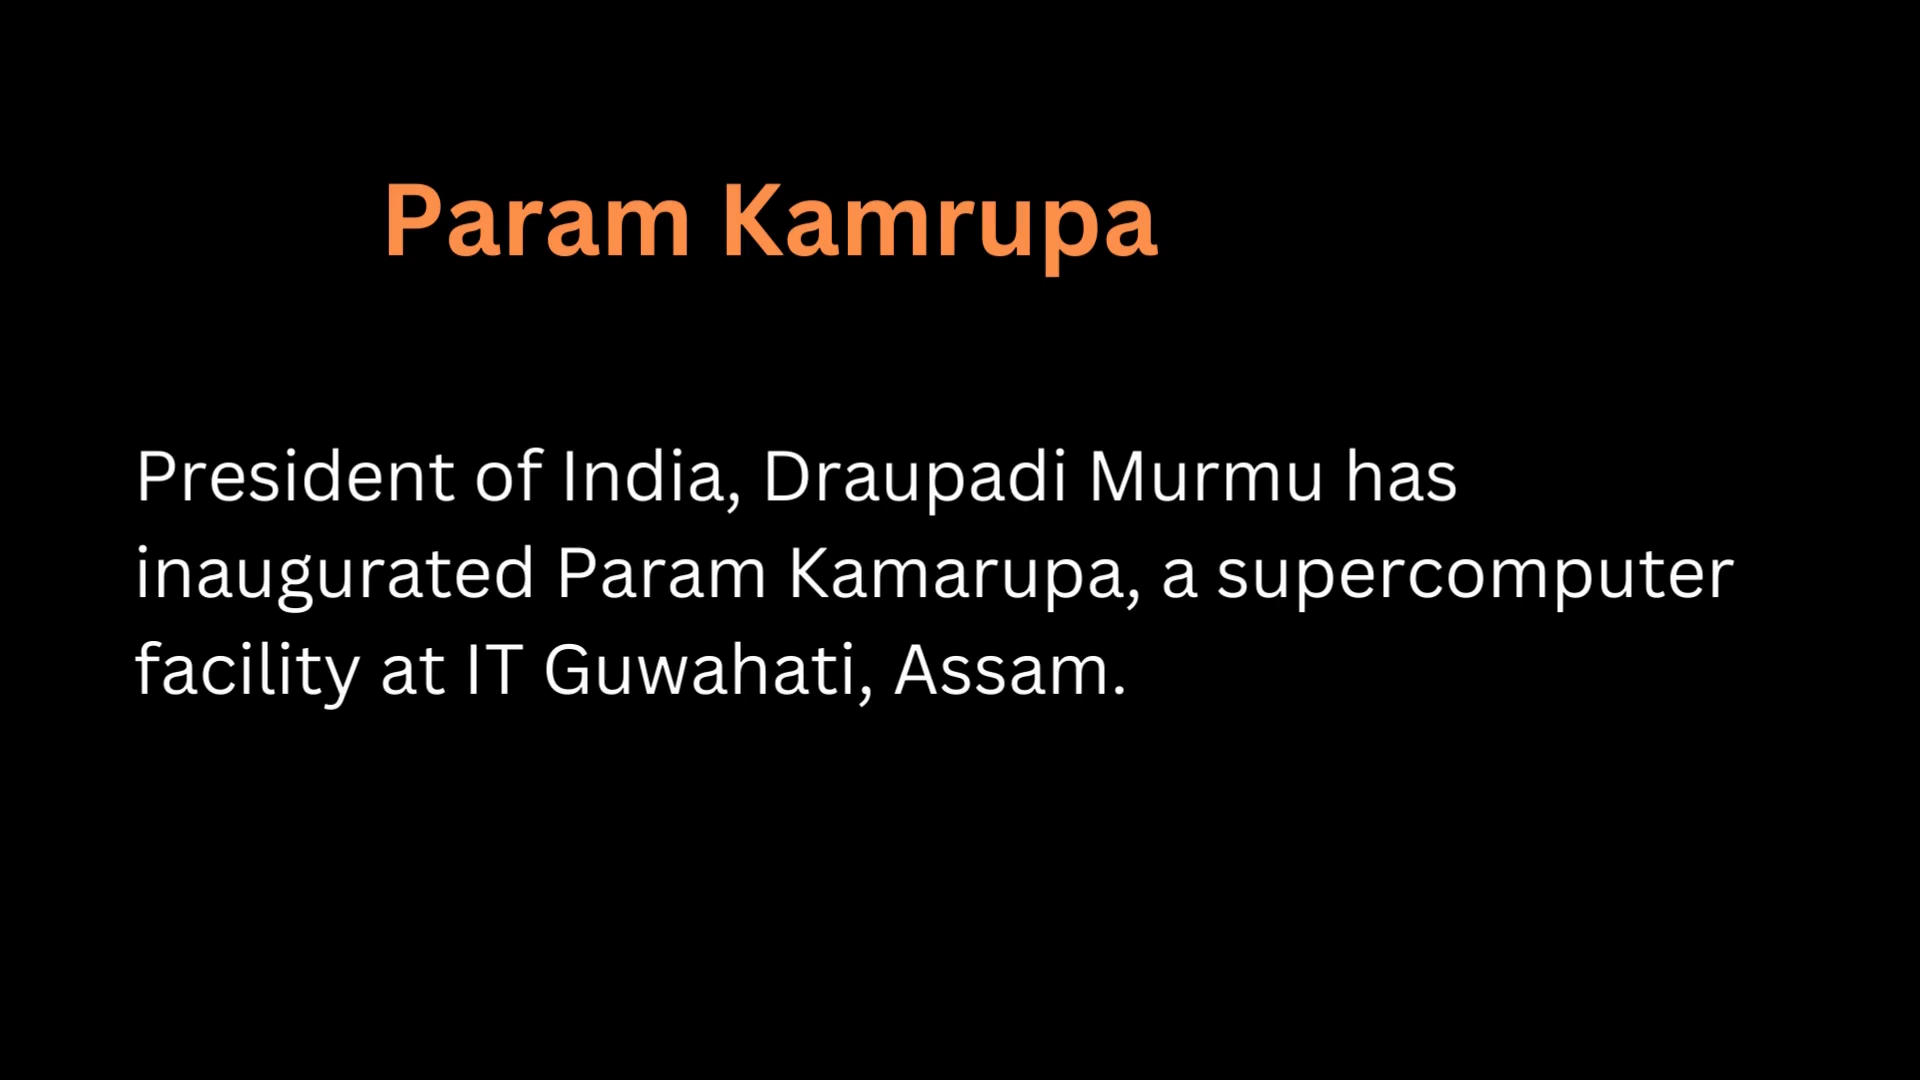 Param Kamrupa
President of India, Draupadi Murmu has
inaugurated Param Kamarupa, a supercomputer
facility at IT Guwahati, Assam.